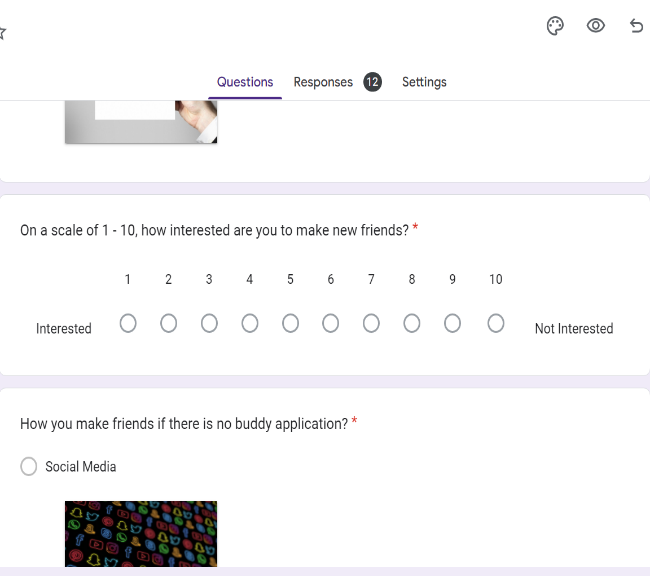 Questions Responses 12 Settings
On a scale of 1 - 10, how interested are you to make new friends? *
1 2 3 4 5 6 7 8 9 10
Interested Not Interested
How you make friends if there is no buddy application? *
Social Media